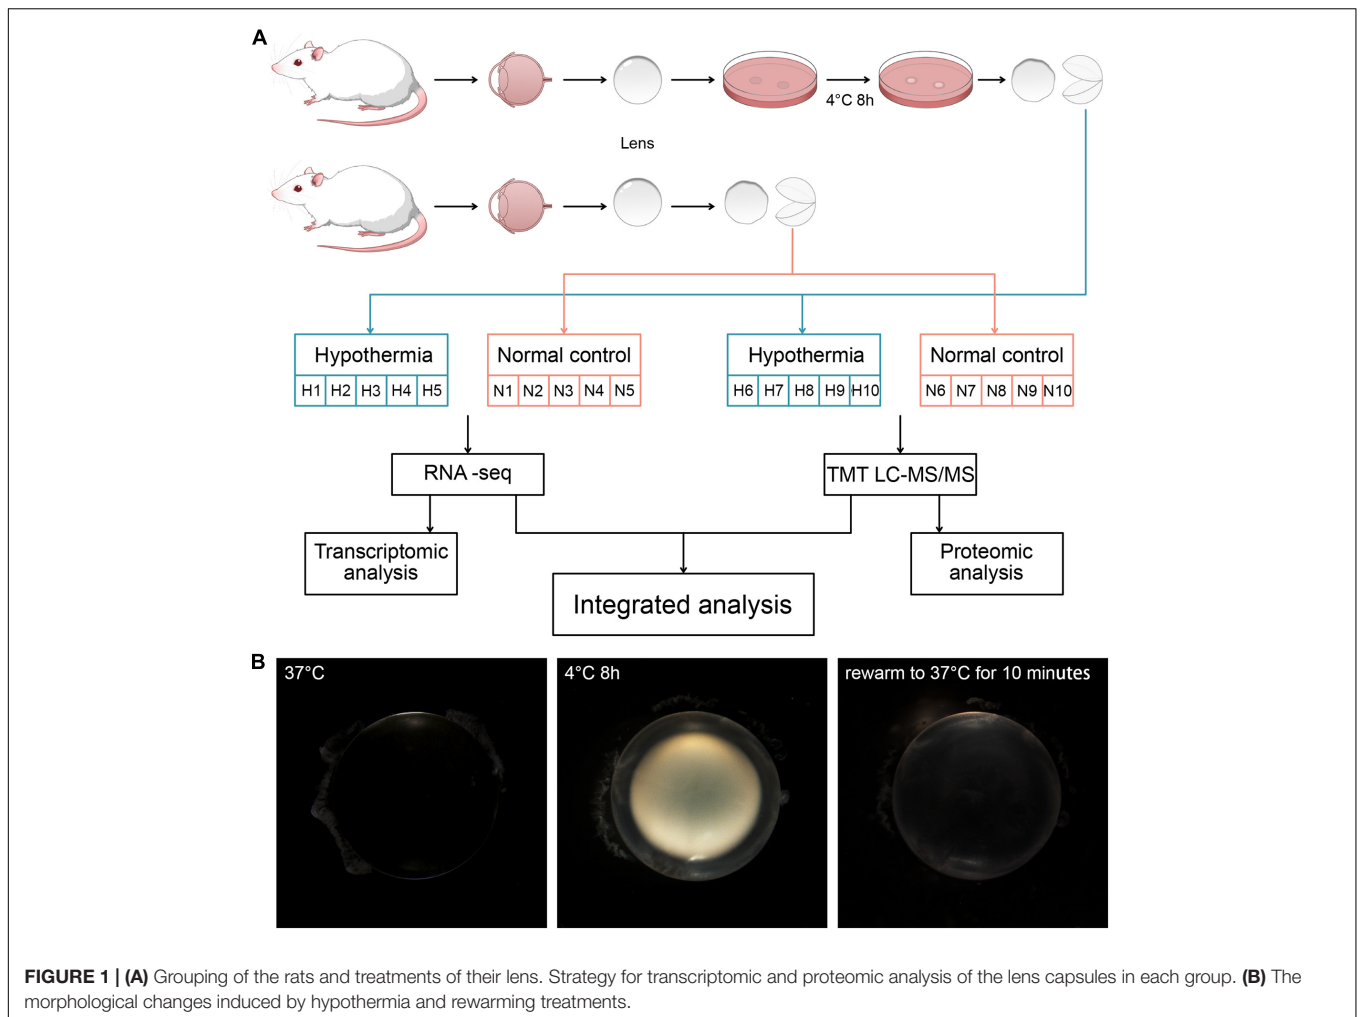 A
4°C 8h
Lens
Hypothermia
Normal control
Hypothermia
Normal control
H1 H2 H3 H4 H5
N1 N2 N3 N4 N5
H6 H7 H8 H9 H10
N6 N7 N8 N9 N10
RNA -seq
TMT LC-MS/MS
Transcriptomic
analysis
Proteomic
analysis
Integrated analysis
B
37°C
4°C 8h
rewarm to 37°C for 10 minutes
FIGURE 1 | (A) Grouping of the rats and treatments of their lens. Strategy for transcriptomic and proteomic analysis of the lens capsules in each group. (B) The
morphological changes induced by hypothermia and rewarming treatments.